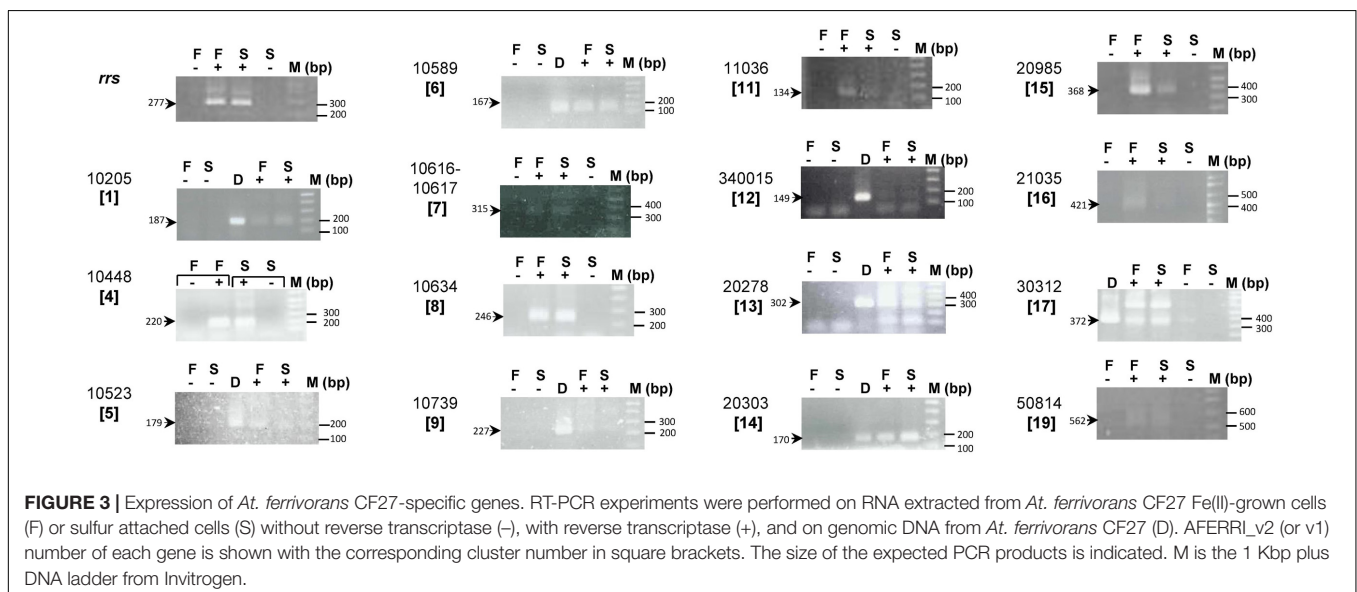 rrs
F F S S
- + + - M (bp)
277
300
200
10205
[1]
F S F S
- - D + + M (bp)
187
200
100
10448
[4]
F F S S
- + + - M (bp)
220
300
200
10523
[5]
F S F S
- - D + + M (bp)
179
200
100
10589
[6]
F S F S
- - D + + M (bp)
167
200
100
10616-
10617
[7]
F F S S
- + + - M (bp)
315
400
300
10634
[8]
F F S S
- + + - M (bp)
246
300
200
10739
[9]
F S F S
- - D + + M (bp)
227
300
200
11036
[11]
F F S S
- + + - M (bp)
134
200
100
340015
[12]
F S F S
- - D + + M (bp)
149
200
100
20278
[13]
F S F S
- - D + + M (bp)
302
400
300
20303
[14]
F S F S
- - D + + M (bp)
170
200
100
20985
[15]
F F S S
- + + - M (bp)
368
400
300
21035
[16]
F F S S
- + + - M (bp)
421
500
400
30312
[17]
F S F S
D + + - - M (bp)
372
400
300
50814
[19]
F F S S
- + + - M (bp)
562
600
500
FIGURE 3 | Expression of At. ferrivorans CF27-specific genes. RT-PCR experiments were performed on RNA extracted from At. ferrivorans CF27 Fe(II)-grown cells
(F) or sulfur attached cells (S) without reverse transcriptase (–), with reverse transcriptase (+), and on genomic DNA from At. ferrivorans CF27 (D). AFERRI_v2 (or v1)
number of each gene is shown with the corresponding cluster number in square brackets. The size of the expected PCR products is indicated. M is the 1 Kbp plus
DNA ladder from Invitrogen.